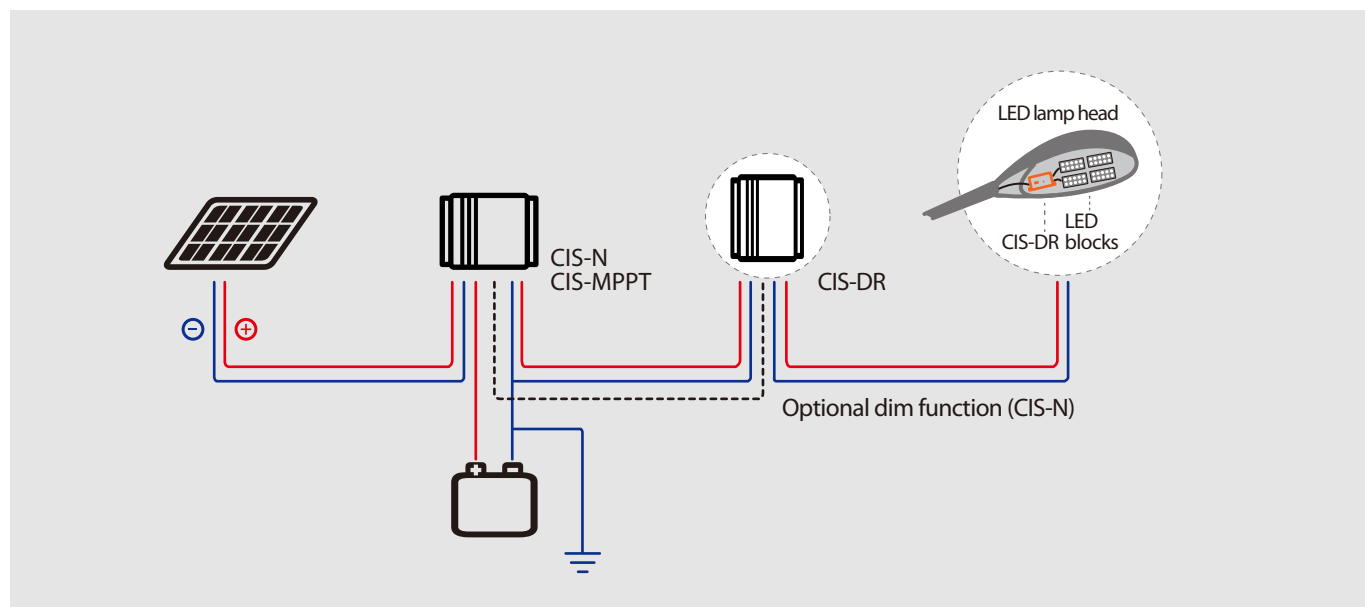 LED lamp head
LED
CIS-DR blocks
CIS-N
CIS-MPPT
CIS-DR
Optional dim function (CIS-N)